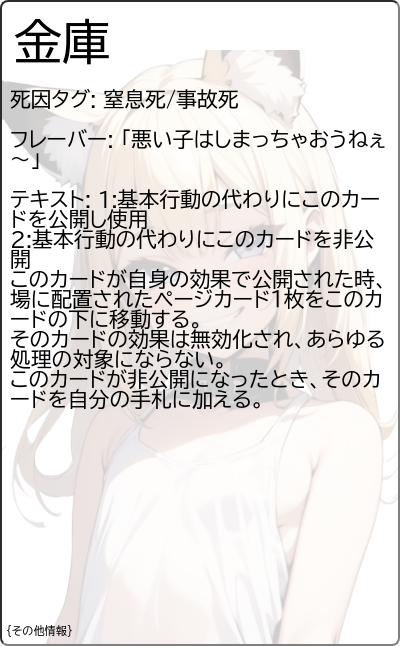 金庫
死因タグ: 窒息死/事故死
フレーバー: 「悪い子はしまっちゃおうねぇ
～」
テキスト: 1:基本行動の代わりにこのカー
ドを公開し使用
2:基本行動の代わりにこのカードを非公
開
このカードが自身の効果で公開された時、
場に配置されたページカード1枚をこのカ
ードの下に移動する。
そのカードの効果は無効化され、あらゆる
処理の対象にならない。
このカードが非公開になったとき、そのカ
ードを自分の手札に加える。
{その他情報}